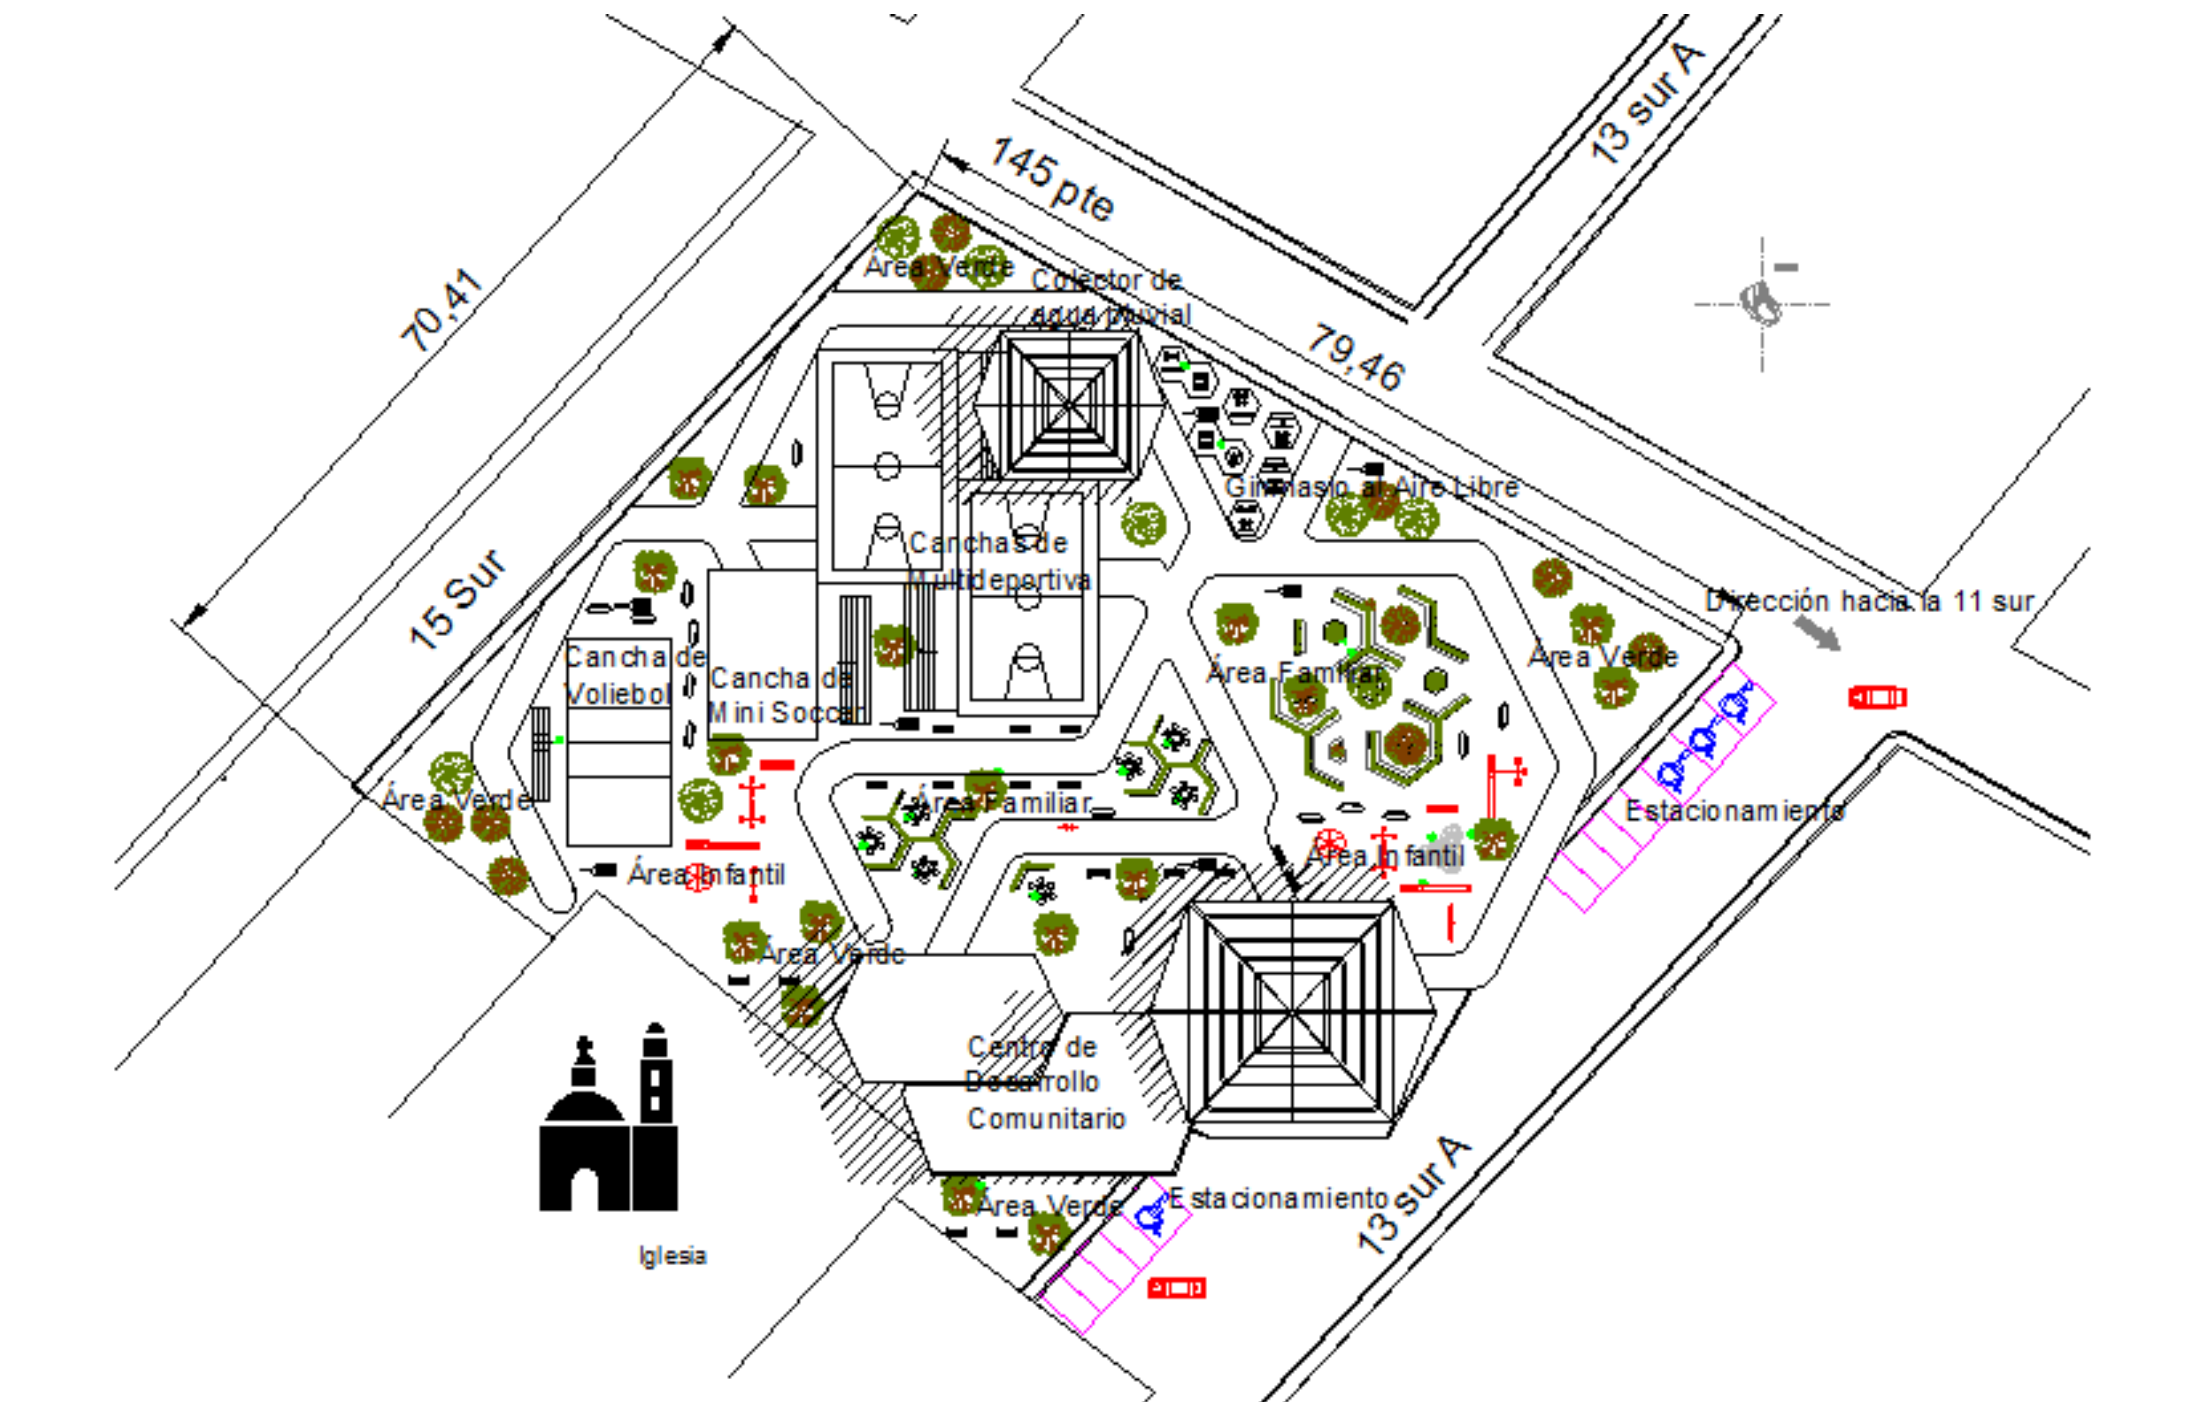 13 sur A
145 pte
70,41
Área Verde
Colector de
agua pluvial
79,46
Gimnasio al Aire Libre
15 Sur
Canchas de
Multideportiva
Dirección hacia la 11 sur
Cancha de
Voliebol
Cancha de
Mini Soccer
Área Familiar
Área Verde
Área Verde
Área Familiar
Estacionamiento
Área Infantil
Área Infantil
Área Verde
Centro de
Desarrollo
Comunitario
Estacionamiento
Área Verde
13 sur A
Iglesia